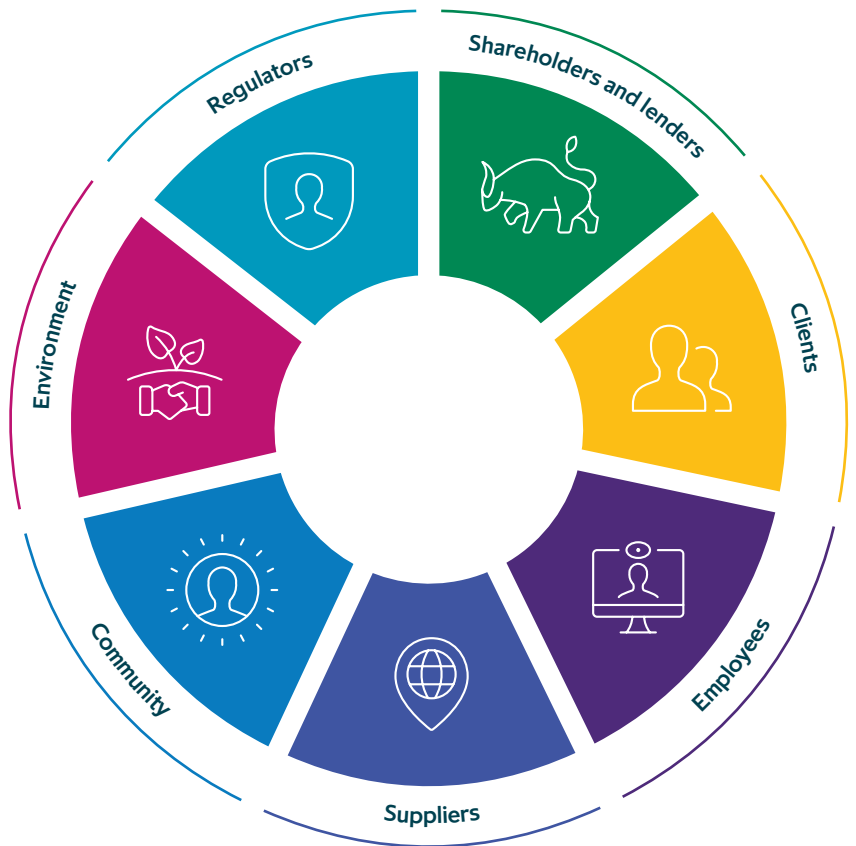 Shareholders and lenders
Clients
Employees
Suppliers
Community
Environment
Regulators